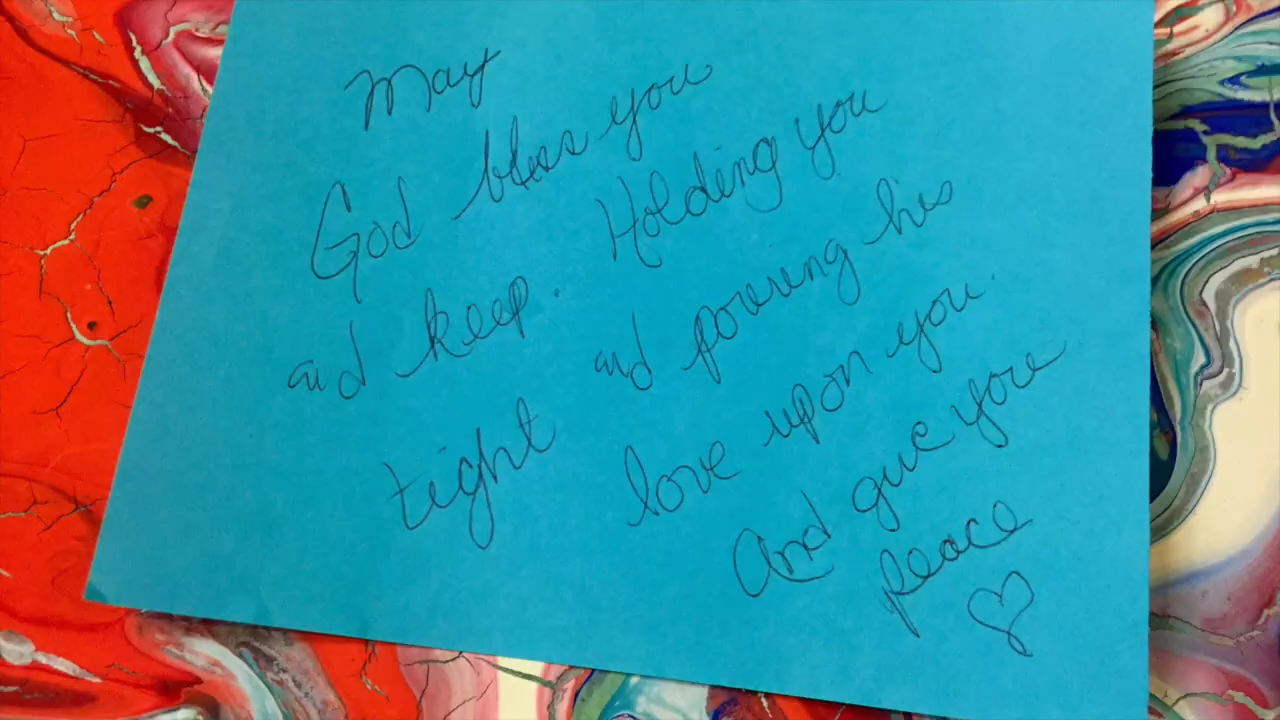 May
God bless you
and keep. Holding you
tight and pouring his
love upon you.
And give you
peace